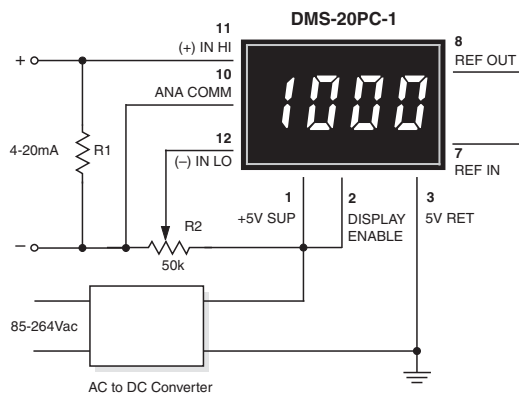 DMS-20PC-1
11
(+) IN HI
8
REF OUT
+
10
ANA COMM
1000
4-20mA
R1
12
(–) IN LO
7
REF IN
1
+5V SUP
2
DISPLAY
ENABLE
3
5V RET
–
R2
50k
85-264Vac
AC to DC Converter